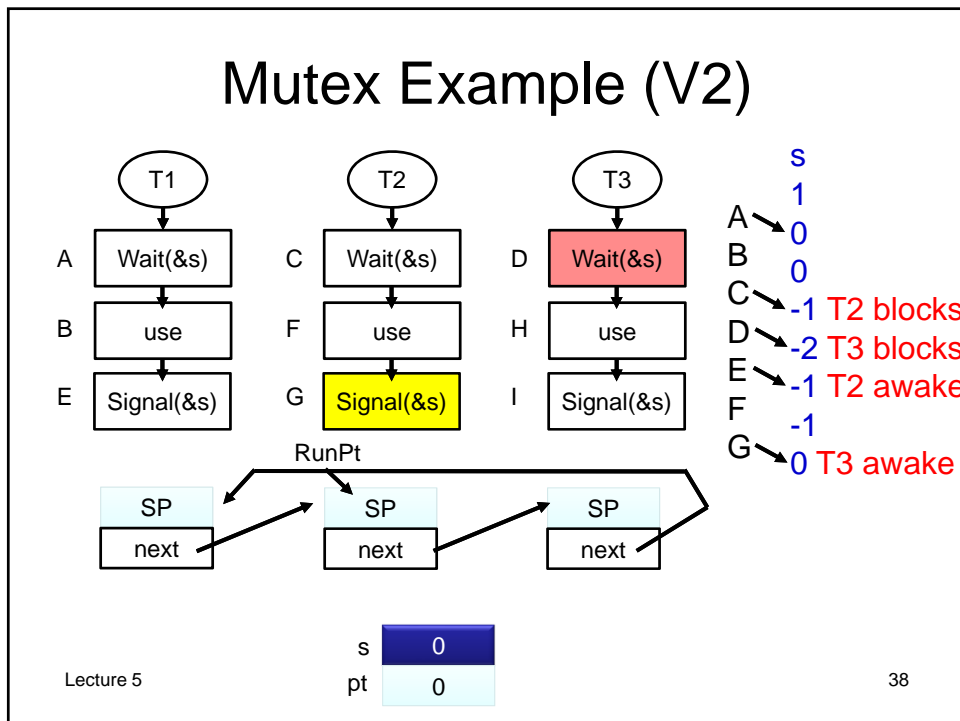 Mutex Example (V2)
T1
T2
T3
A
Wait(&s)
C
Wait(&s)
D
Wait(&s)
B
use
F
use
H
use
E
Signal(&s)
G
Signal(&s)
I
Signal(&s)
s
1
A
0
B
0
C
-1 T2 blocks
D
-2 T3 blocks
E
-1 T2 awake
F
-1
G
0 T3 awake
RunPt
SP
SP
SP
next
next
next
s
0
pt
0
Lecture 5
38